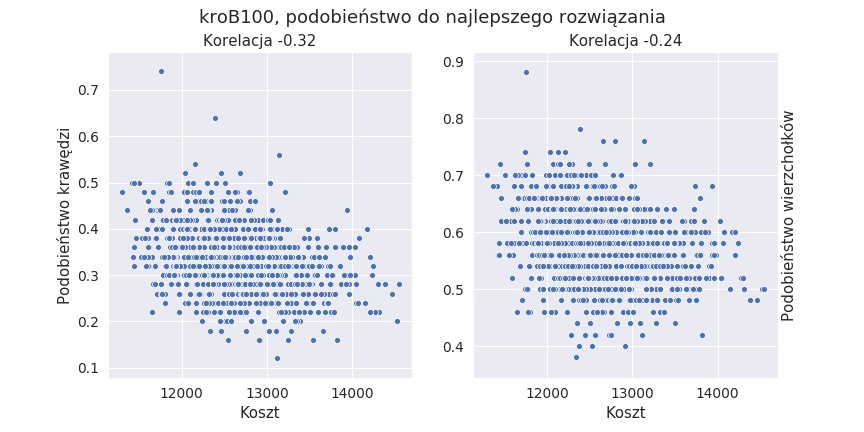 kroB100, podobieństwo do najlepszego rozwiązania
Korelacja -0.32
Podobieństwo krawędzi
0.7
0.6
0.5
0.4
0.3
0.2
0.1
12000
13000
14000
Koszt
Korelacja -0.24
0.9
0.8
0.7
0.6
0.5
0.4
12000
13000
14000
Koszt
Podobieństwo wierzchołków